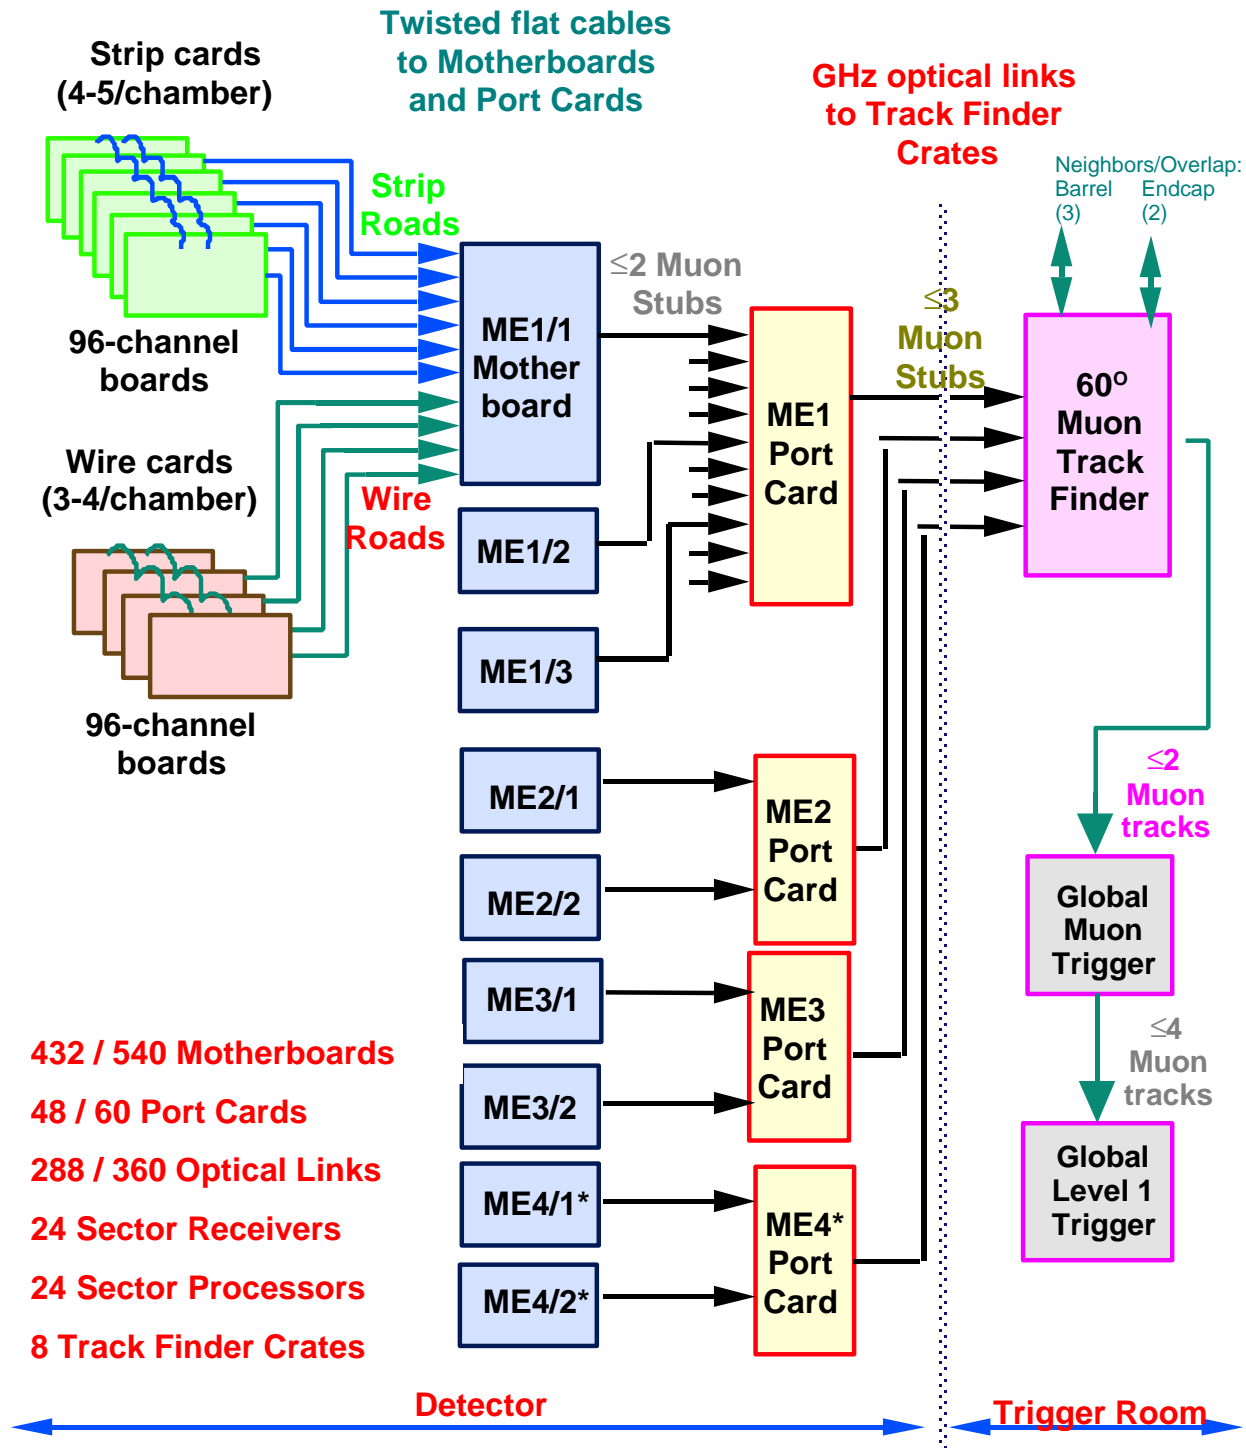 Twisted flat cables
to Motherboards
and Port Cards
Strip cards
(4-5/chamber)
GHz optical links
to Track Finder
Crates
Neighbors/Overlap:
Barrel
(3)
Endcap
(2)
Strip
Roads
96-channel
boards
Wire cards
(3-4/chamber)
Wire
Roads
96-channel
boards
ME1/1
Mother
board
≤2 Muon
Stubs
ME1/2
ME1/3
ME1
Port
Card
≤3
Muon
Stubs
60O
Muon
Track
Finder
ME2/1
ME2/2
ME2
Port
Card
≤2
Muon
tracks
Global
Muon
Trigger
ME3/1
ME3/2
ME3
Port
Card
≤4
Muon
tracks
Global
Level 1
Trigger
ME4/1*
ME4/2*
ME4*
Port
Card
432 / 540 Motherboards
48 / 60 Port Cards
288 / 360 Optical Links
24 Sector Receivers
24 Sector Processors
8 Track Finder Crates
Detector
Trigger Room